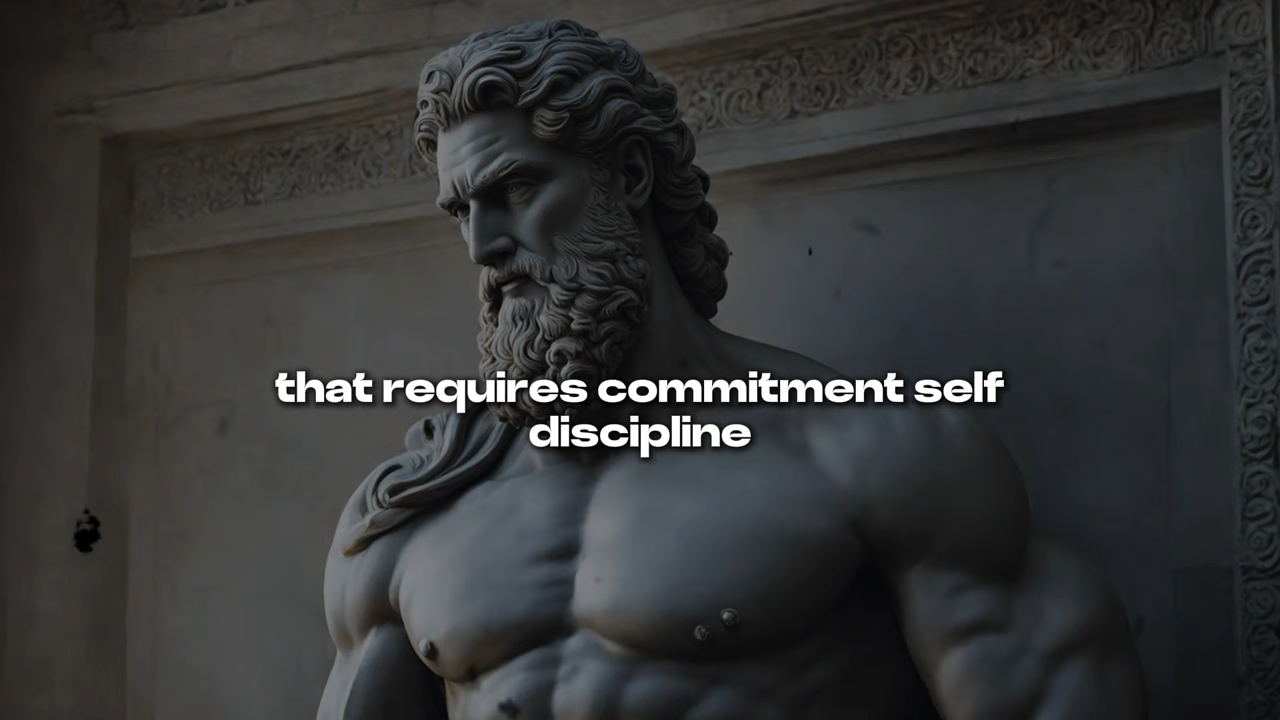 that requires commitment self
discipline